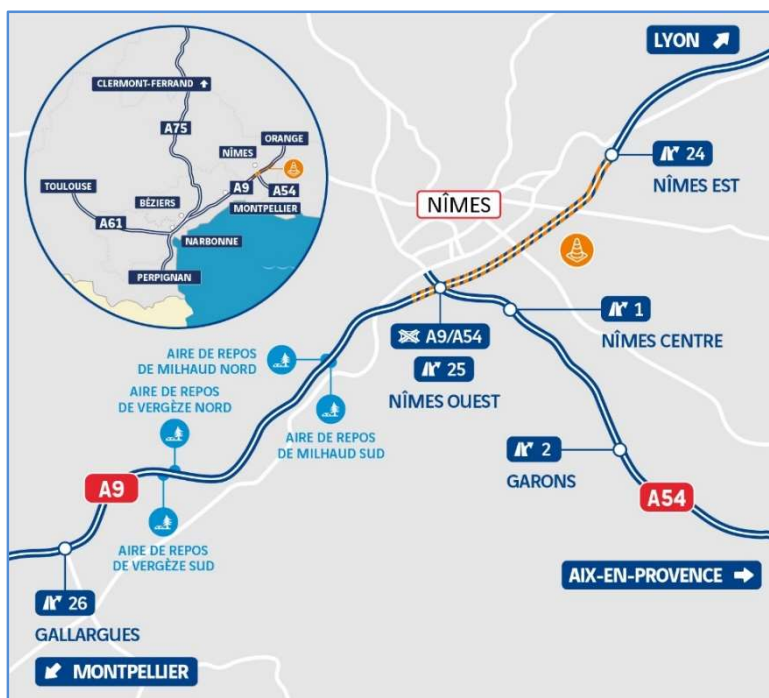 LYON
CLERMONT-FERRAND
A75
ORANGE
NÎMES
TOULOUSE
A9
A54
BÉZIERS
MONTPELLIER
A61
NARBONNE
PERPIGNAN
24
NÎMES EST
NÎMES
1
NÎMES CENTRE
A9/A54
25
NÎMES OUEST
AIRE DE REPOS
DE MILHAUD NORD
AIRE DE REPOS
DE VERGÈZE NORD
AIRE DE REPOS
DE MILHAUD SUD
2
GARONS
A9
A54
AIRE DE REPOS
DE VERGÈZE SUD
AIX-EN-PROVENCE
26
GALLARGUES
MONTPELLIER